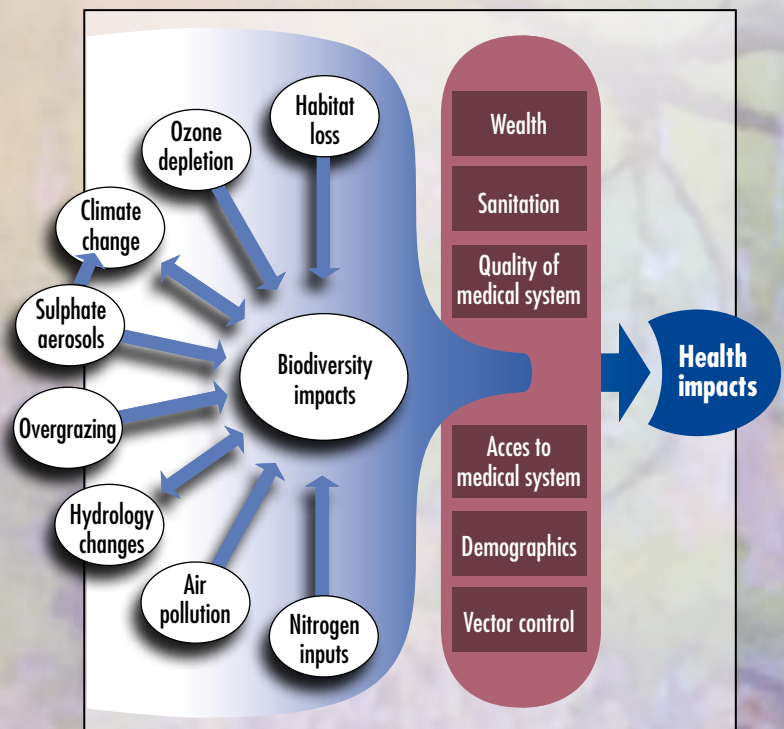 Habitat
loss
Ozone
depletion
Climate
change
Sulphate
aerosols
Overgrazing
Hydrology
changes
Air
pollution
Nitrogen
inputs
Biodiversity
impacts
Wealth
Sanitation
Quality of
medical system
Acces to
medical system
Demographics
Vector control
Health
impacts